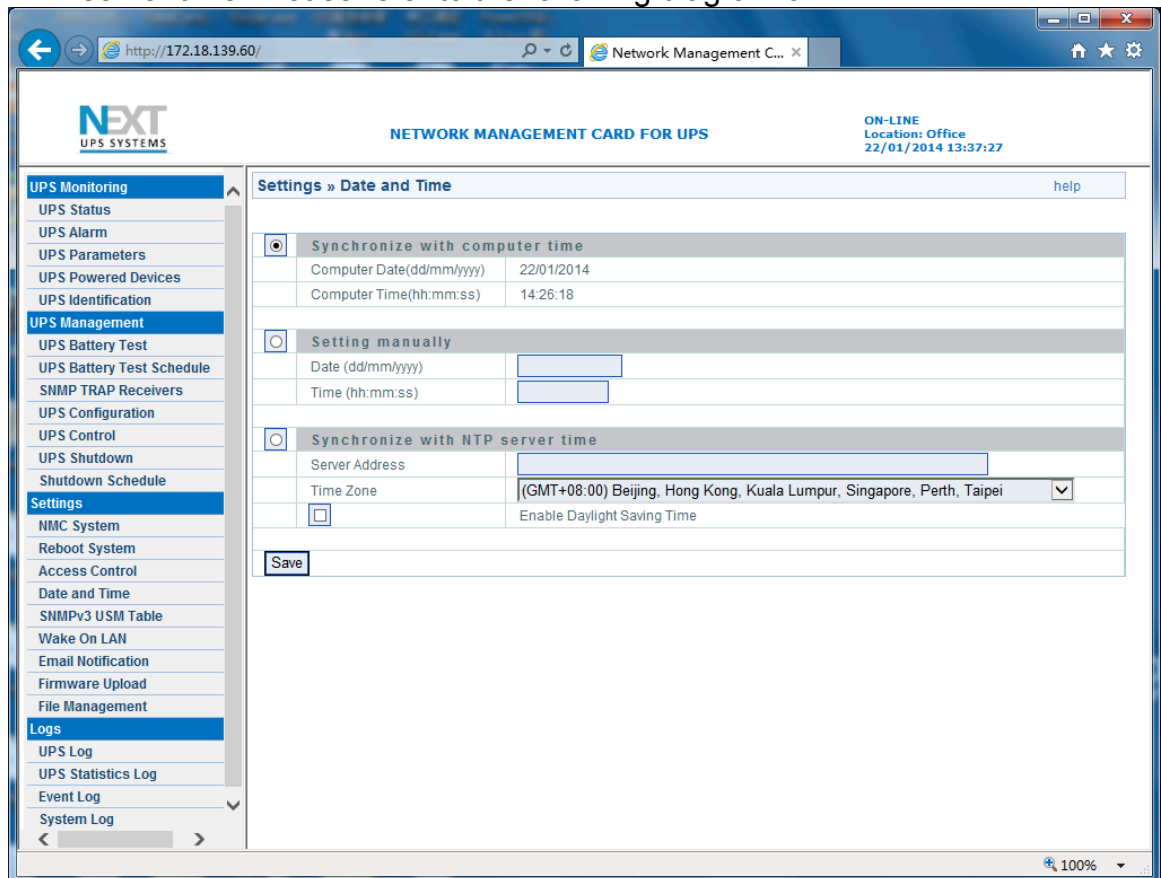 http://172.18.139.60/
Network Management C...
NEXT
UPS SYSTEMS
NETWORK MANAGEMENT CARD FOR UPS
ON-LINE
Location: Office
22/01/2014 13:37:27
UPS Monitoring
UPS Status
UPS Alarm
UPS Parameters
UPS Powered Devices
UPS Identification
UPS Management
UPS Battery Test
UPS Battery Test Schedule
SNMP TRAP Receivers
UPS Configuration
UPS Control
UPS Shutdown
Shutdown Schedule
Settings
NMC System
Reboot System
Access Control
Date and Time
SNMPv3 USM Table
Wake On LAN
Email Notification
Firmware Upload
File Management
Logs
UPS Log
UPS Statistics Log
Event Log
System Log
Settings » Date and Time help
Synchronize with computer time
Computer Date(dd/mm/yyyy) 22/01/2014
Computer Time(hh:mm:ss) 14:26:18
Setting manually
Date (dd/mm/yyyy)
Time (hh:mm:ss)
Synchronize with NTP server time
Server Address
Time Zone (GMT+08:00) Beijing, Hong Kong, Kuala Lumpur, Singapore, Perth, Taipei
Enable Daylight Saving Time
Save
100%